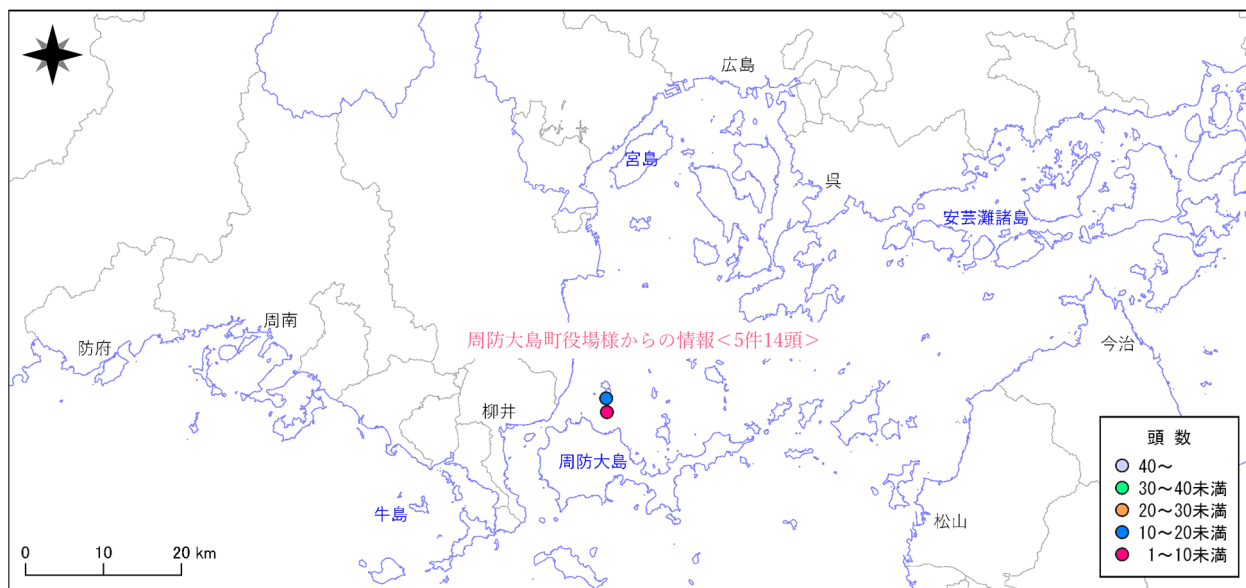 広島
宮島
呉
安芸灘諸島
周南
周防大島町役場様からの情報＜5件14頭＞
防府
今治
柳井
周防大島
牛島
松山
頭 数
40～
30～40未満
20～30未満
10～20未満
1～10未満
0 10 20 km